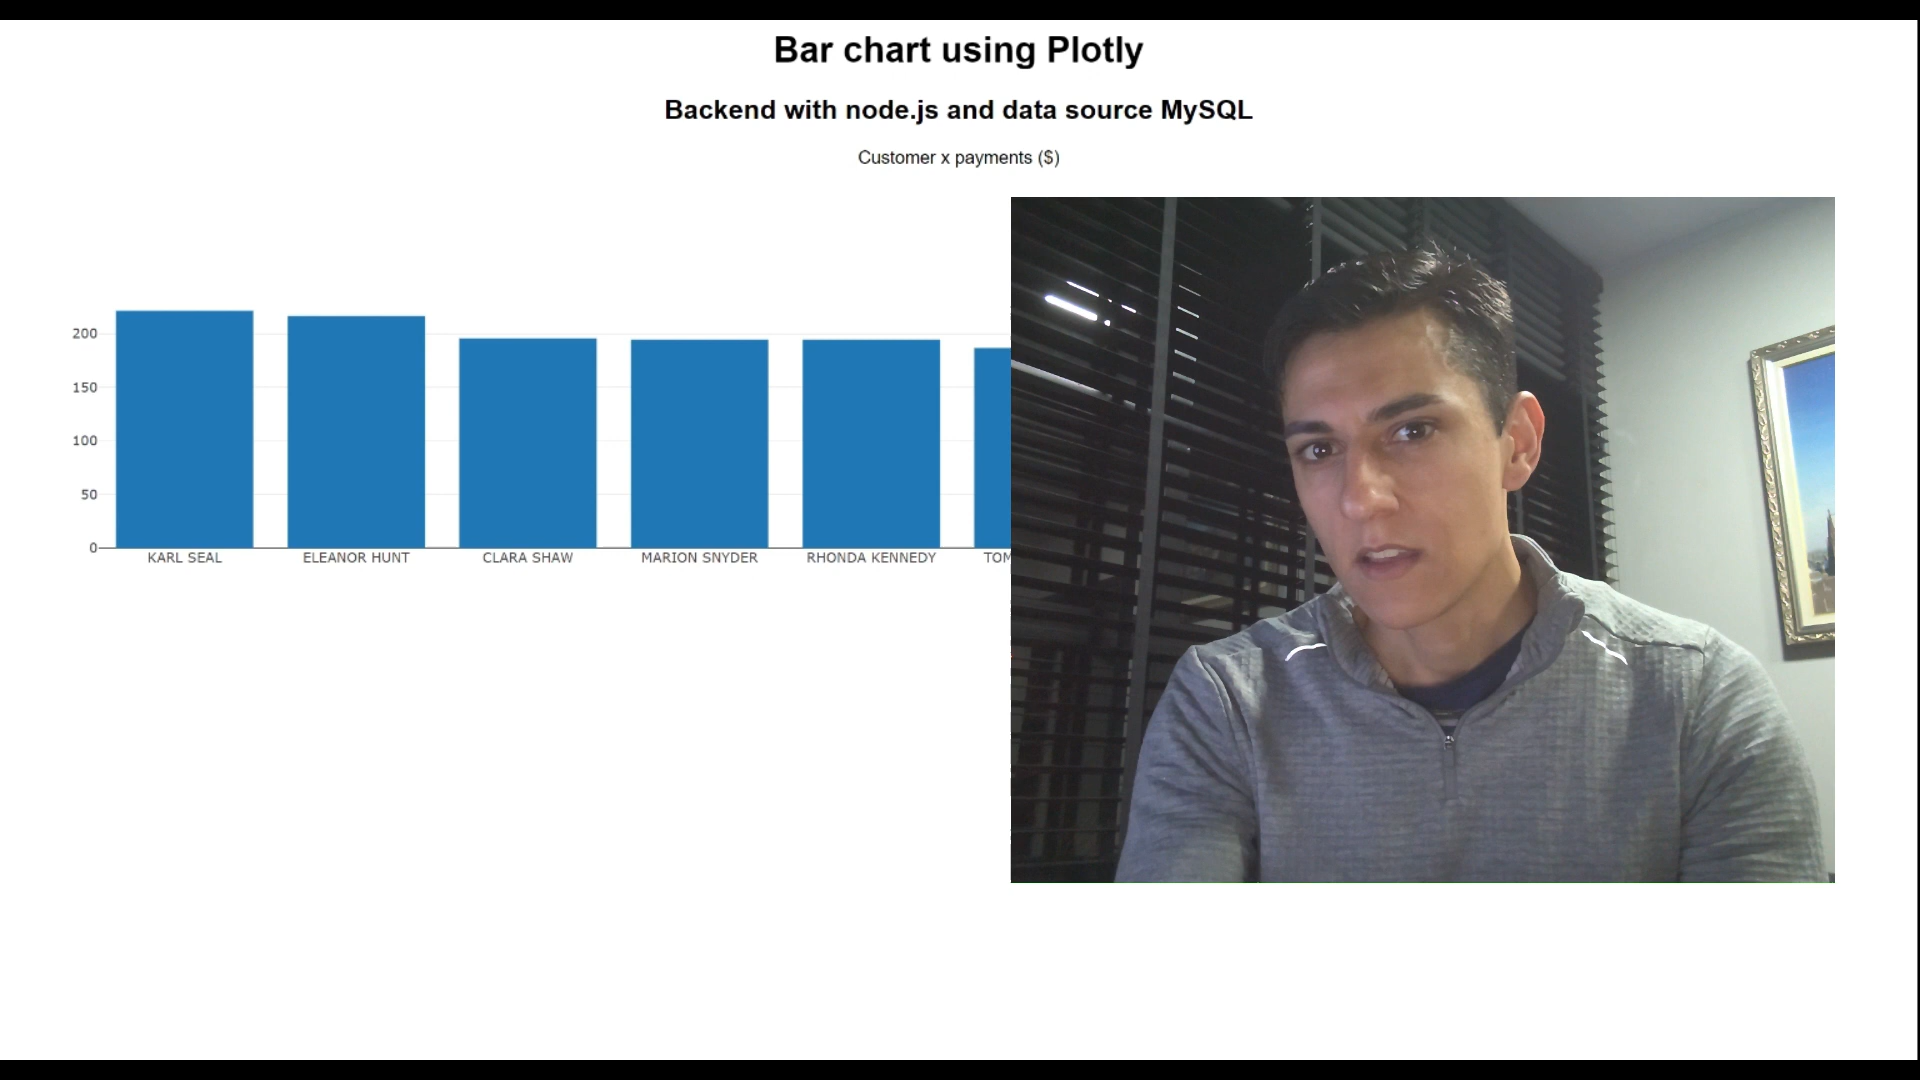 Bar chart using Plotly
Backend with node.js and data source MySQL
Customer x payments ($)
200
150
100
50
0
KARL SEAL ELEANOR HUNT CLARA SHAW MARION SNYDER RHONDA KENNEDY TOM